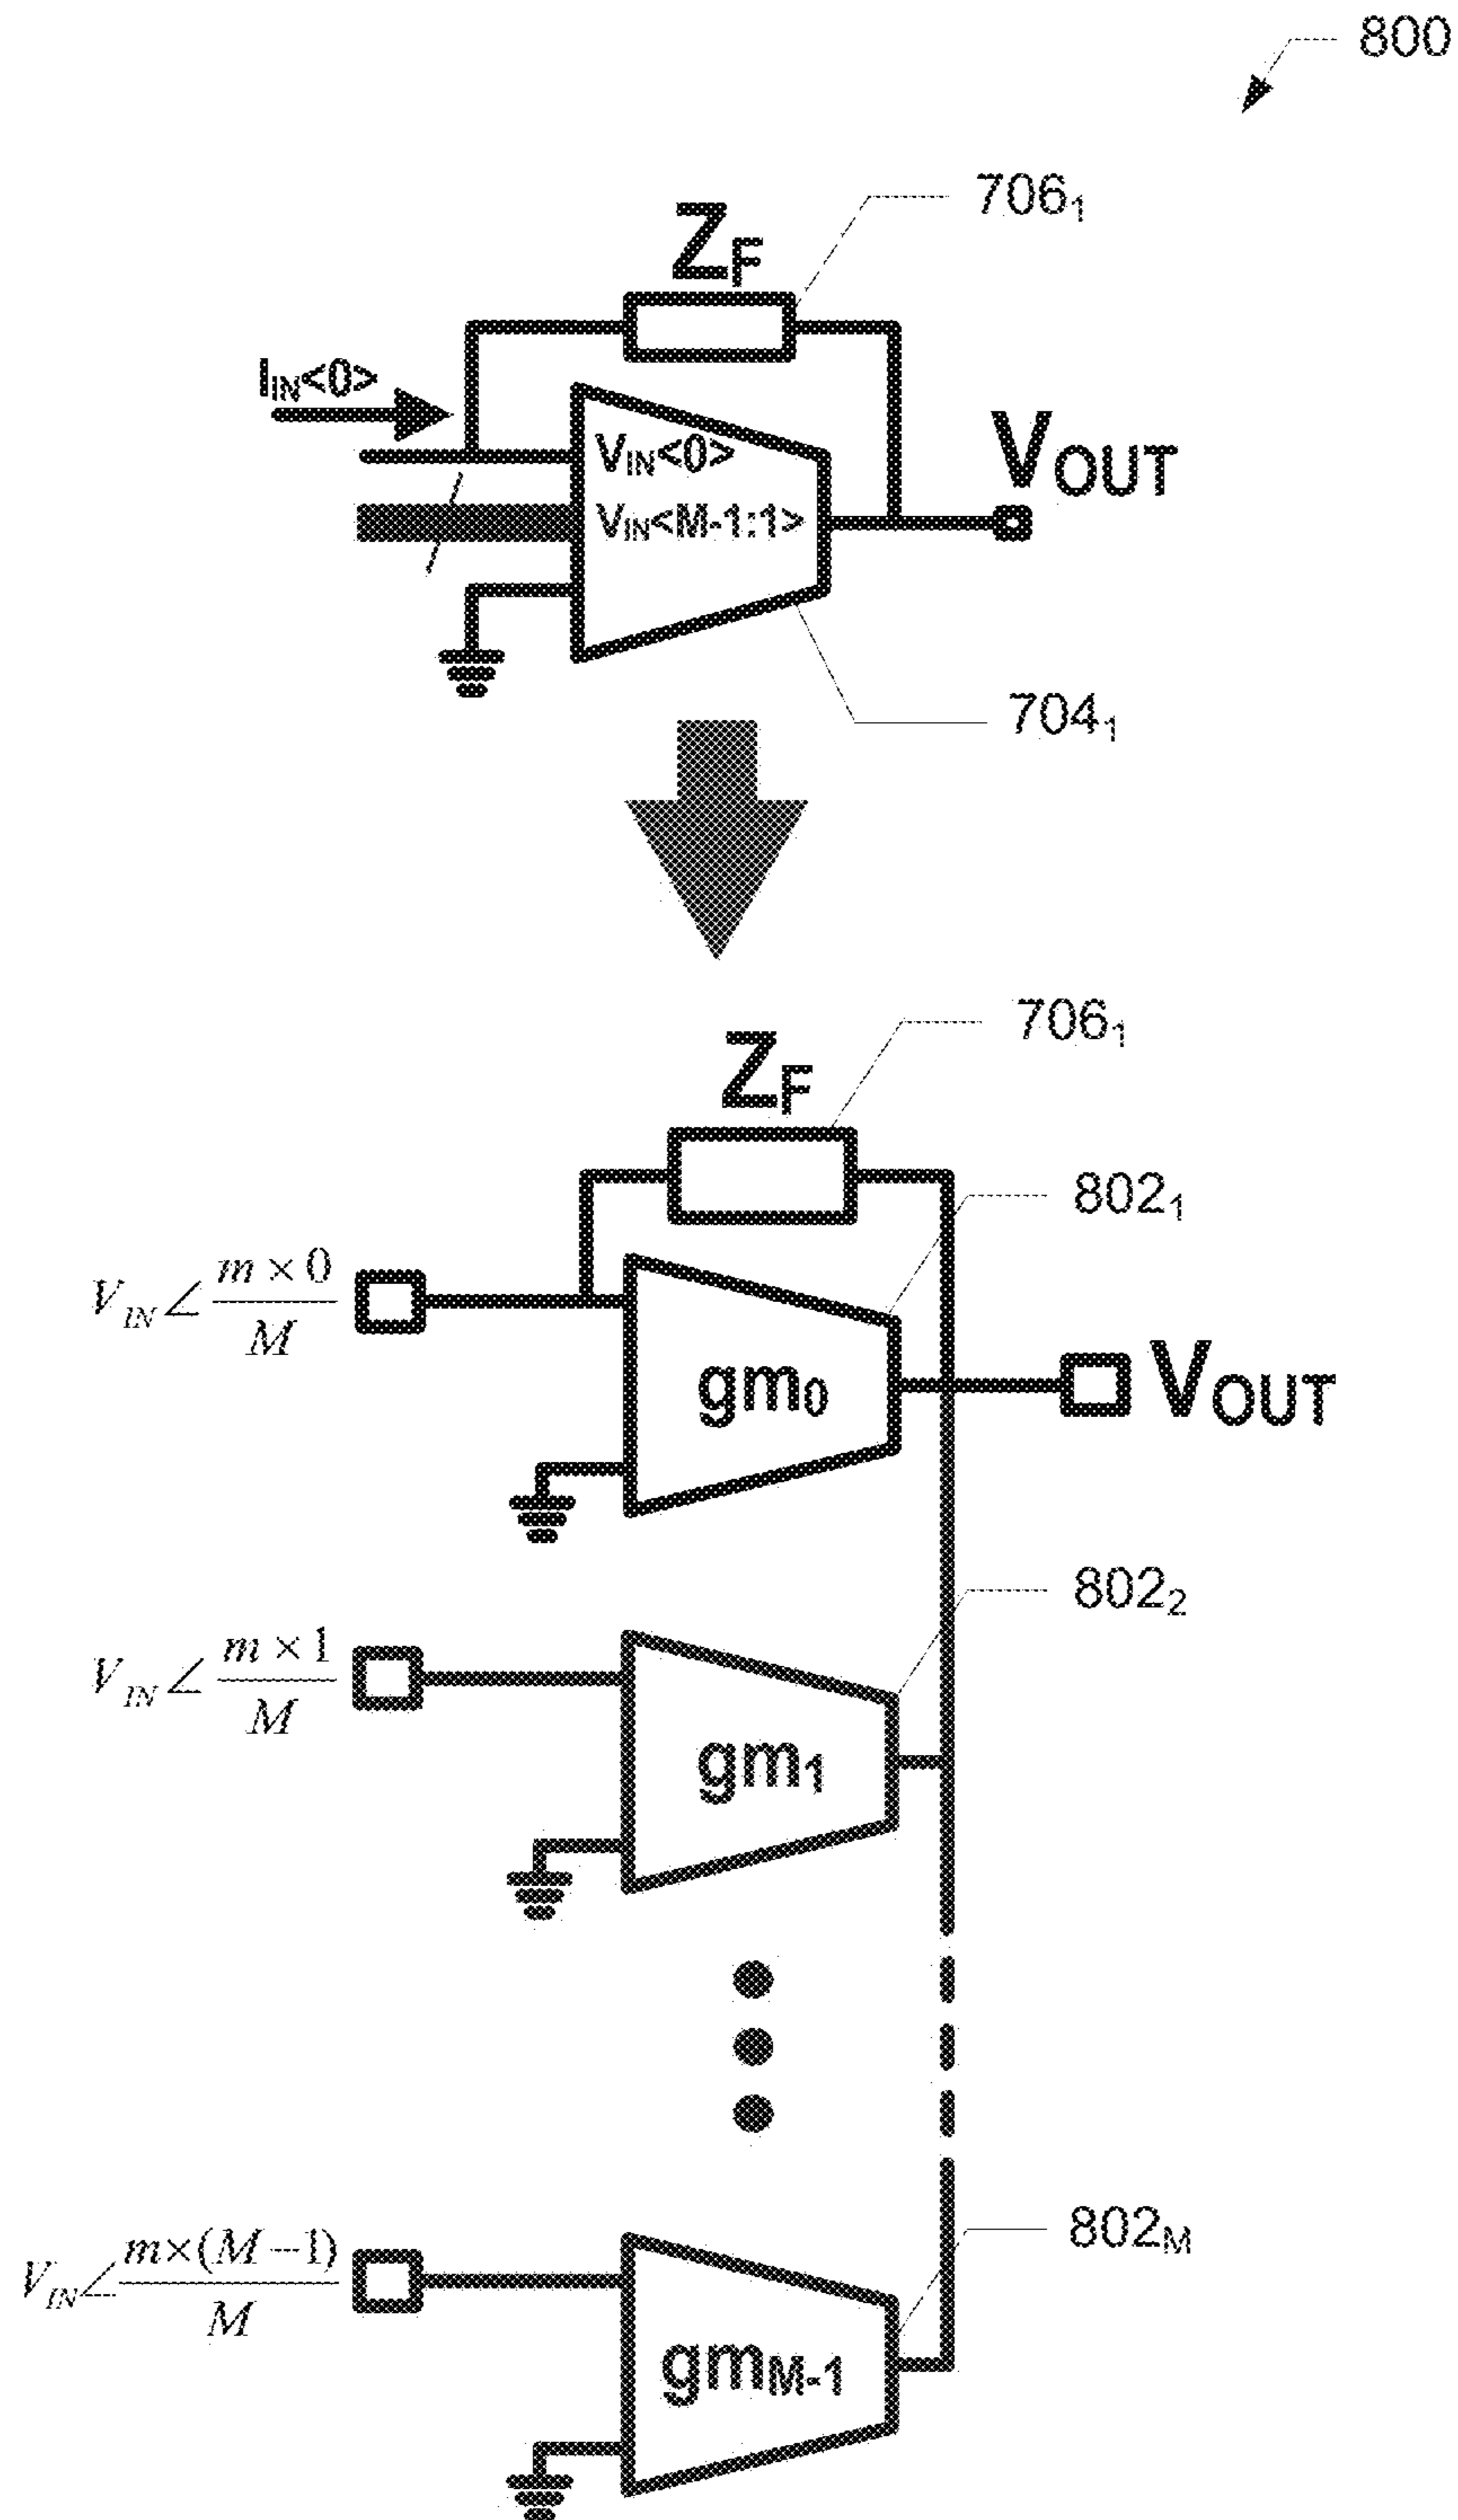 800
706₁
Z_F
I_IN<0>
V_IN<0>
V_OUT
V_IN<M-1:1>
704₁
706₁
Z_F
802₁
V_IN∠(m×0)/M
gm₀
V_OUT
802₂
V_IN∠(m×1)/M
gm₁
802_M
V_IN∠(m×(M-1))/M
gm_M-1